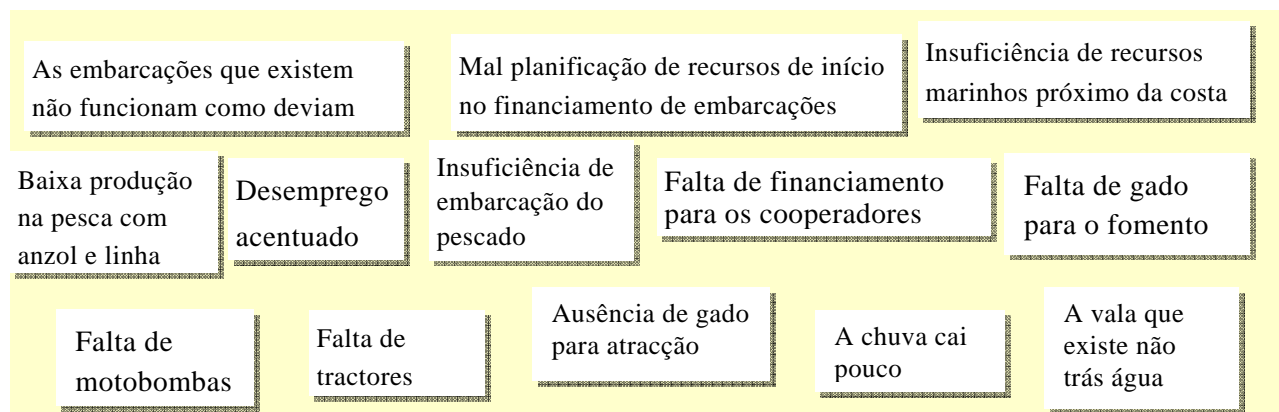 As embarcações que existem
não funcionam como deviam
Mal planificação de recursos de início
no financiamento de embarcações
Insuficiência de recursos
marinhos próximo da costa
Baixa produção
na pesca com
anzol e linha
Desemprego
acentuado
Insuficiência de
embarcação do
pescado
Falta de financiamento
para os cooperadores
Falta de gado
para o fomento
Falta de
motobombas
Falta de
tractores
Ausência de gado
para atracção
A chuva cai
pouco
A vala que
existe não
trás água